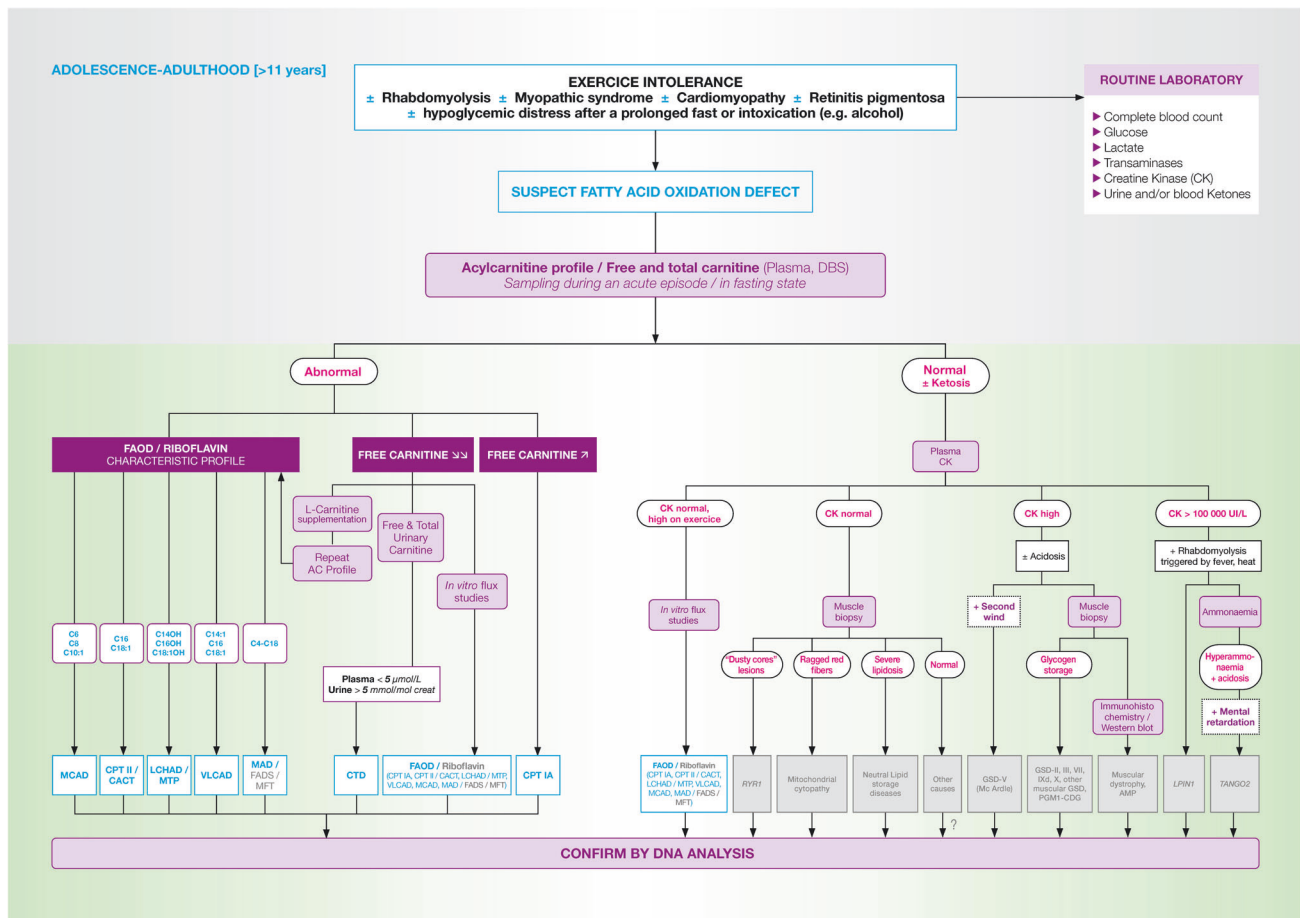 ADOLESCENCE-ADULTHOOD [>11 years]
EXERCICE INTOLERANCE
± Rhabdomyolysis ± Myopathic syndrome ± Cardiomyopathy ± Retinitis pigmentosa
± hypoglycemic distress after a prolonged fast or intoxication (e.g. alcohol)
ROUTINE LABORATORY
▶ Complete blood count
▶ Glucose
▶ Lactate
▶ Transaminases
▶ Creatine Kinase (CK)
▶ Urine and/or blood Ketones
SUSPECT FATTY ACID OXIDATION DEFECT
Acylcarnitine profile / Free and total carnitine (Plasma, DBS)
Sampling during an acute episode / in fasting state
Abnormal
Normal
± Ketosis
FAOD / RIBOFLAVIN
CHARACTERISTIC PROFILE
FREE CARNITINE ↘↘
FREE CARNITINE ↗
Plasma
CK
L-Carnitine
supplementation
Repeat
AC Profile
Free & Total
Urinary
Carnitine
In vitro flux
studies
CK normal,
high on exercice
CK normal
CK high
CK > 100 000 UI/L
± Acidosis
+ Rhabdomyolysis
triggered by fever, heat
In vitro flux
studies
Muscle
biopsy
+ Second
wind
Muscle
biopsy
Ammonaemia
C6
C8
C10:1
C16
C18:1
C14OH
C16OH
C18:1OH
C14:1
C16
C18:1
C4-C18
"Dusty cores"
lesions
Ragged red
fibers
Severe
lipidosis
Normal
Glycogen
storage
Hyperammo-
naemia
+ acidosis
Plasma < 5 µmol/L
Urine > 5 mmol/mol creat
Immunohisto
chemistry /
Western blot
+ Mental
retardation
MCAD
CPT II /
CACT
LCHAD /
MTP
VLCAD
MAD /
FADS /
MFT
CTD
FAOD / Riboflavin
(CPT IA, CPT II / CACT, LCHAD / MTP,
VLCAD, MCAD, MAD / FADS / MFT)
CPT IA
FAOD / Riboflavin
(CPT IA, CPT II / CACT,
LCHAD / MTP, VLCAD,
MCAD, MAD / FADS /
MFT)
RYR1
Mitochondrial
cytopathy
Neutral Lipid
storage
diseases
Other
causes
GSD-V
(Mc Ardle)
GSD-II, III, VII,
IXd, X, other
muscular GSD,
PGM1-CDG
Muscular
dystrophy,
AMP
LPIN1
TANGO2
?
CONFIRM BY DNA ANALYSIS